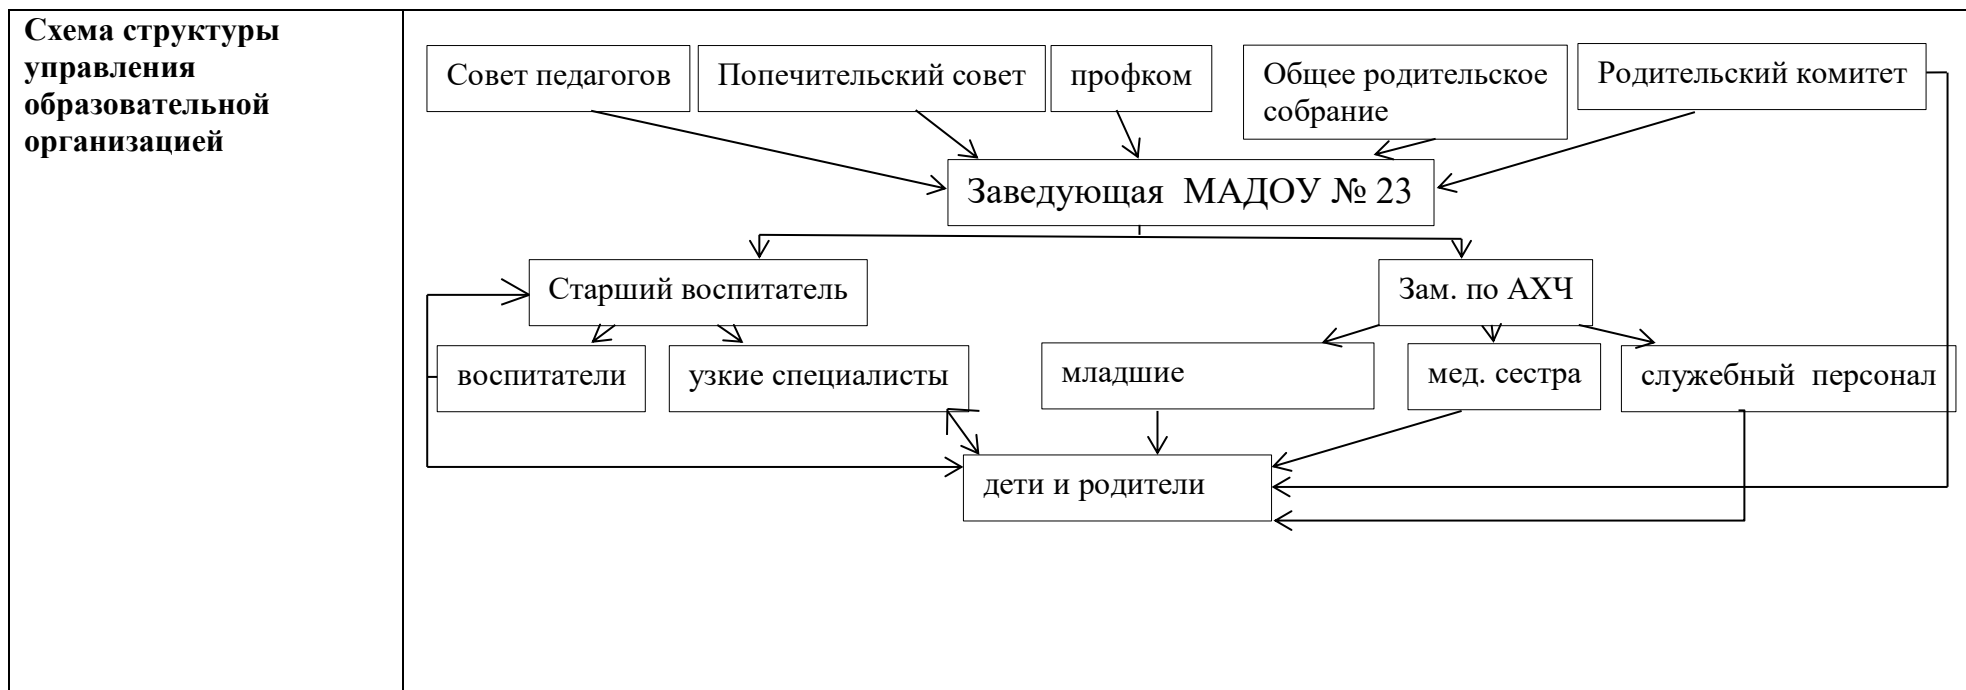 Схема структуры
управления
образовательной
организацией
Совет педагогов
Попечительский совет
профком
Общее родительское
собрание
Родительский комитет
Заведующая  МАДОУ № 23
Старший воспитатель
Зам. по АХЧ
воспитатели
узкие специалисты
младшие
мед. сестра
служебный  персонал
дети и родители